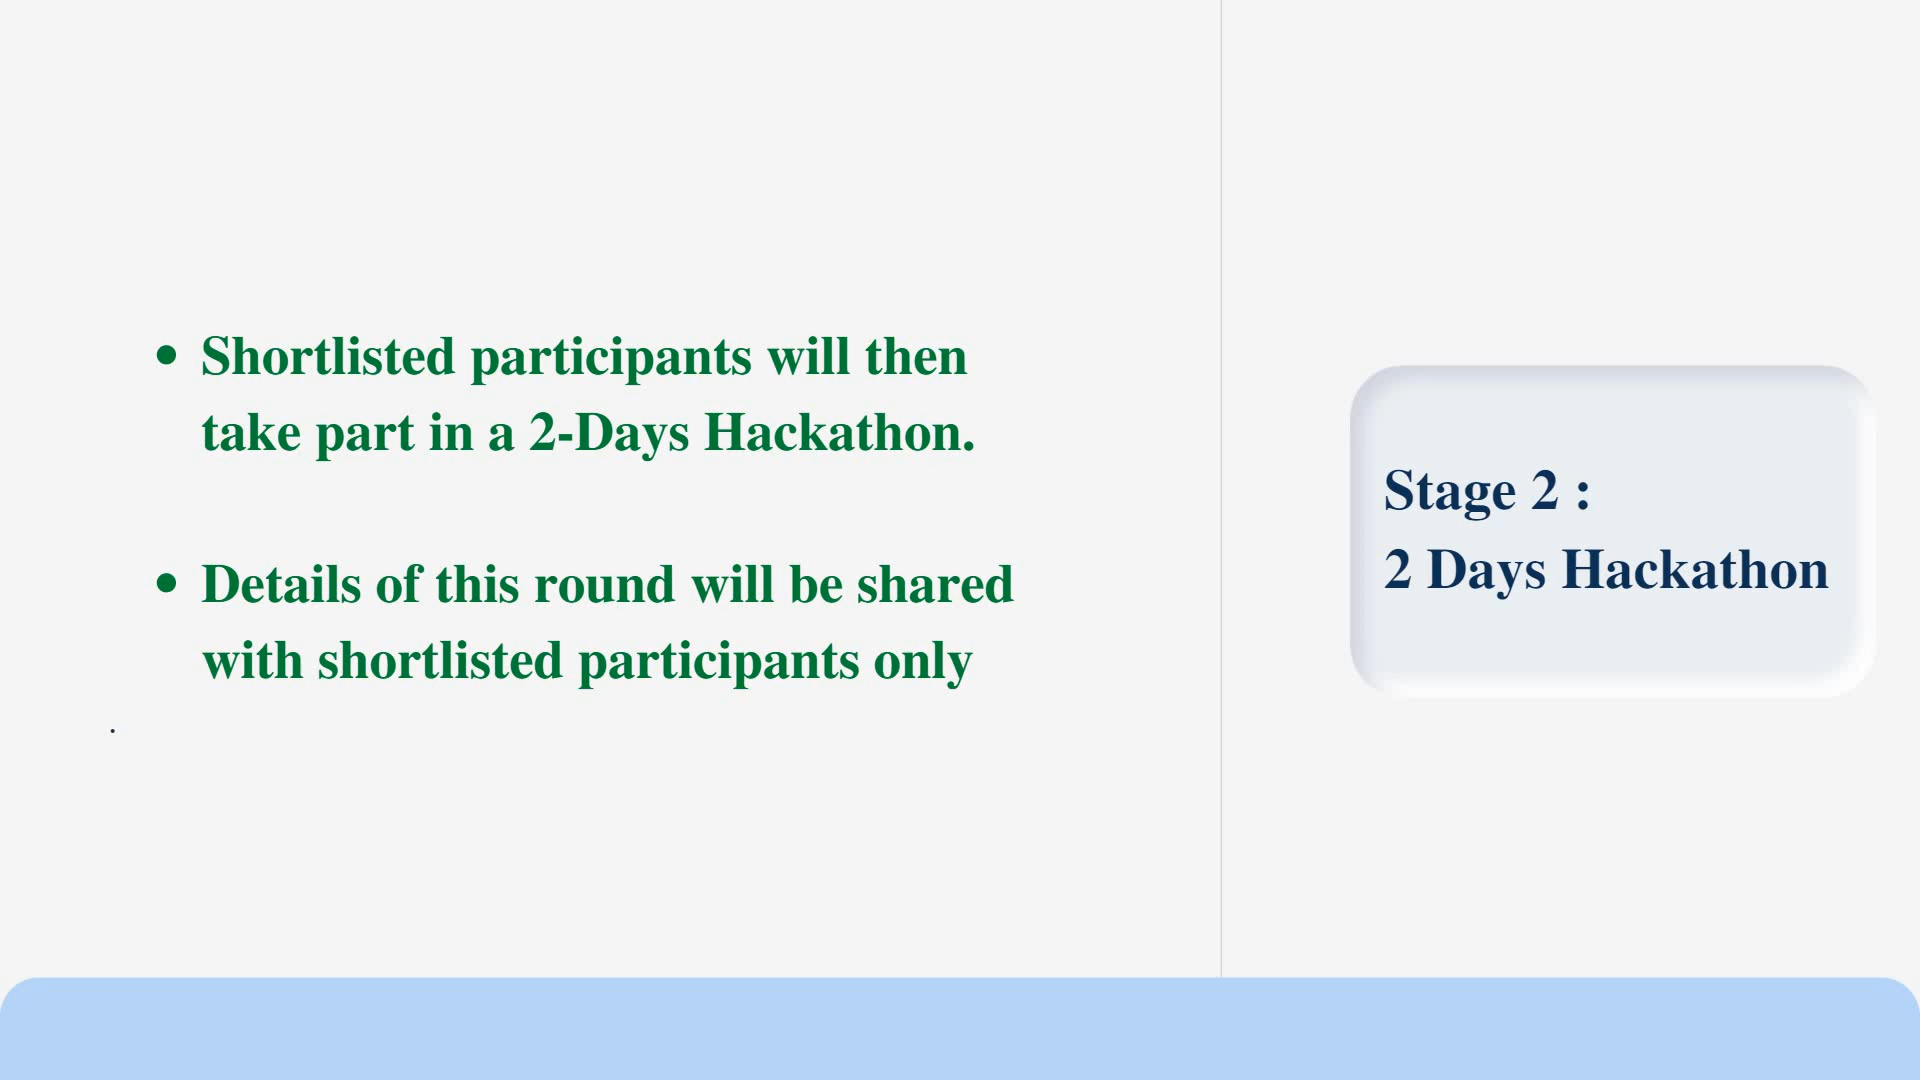 • Shortlisted participants will then
take part in a 2-Days Hackathon.
• Details of this round will be shared
with shortlisted participants only
.
Stage 2 :
2 Days Hackathon